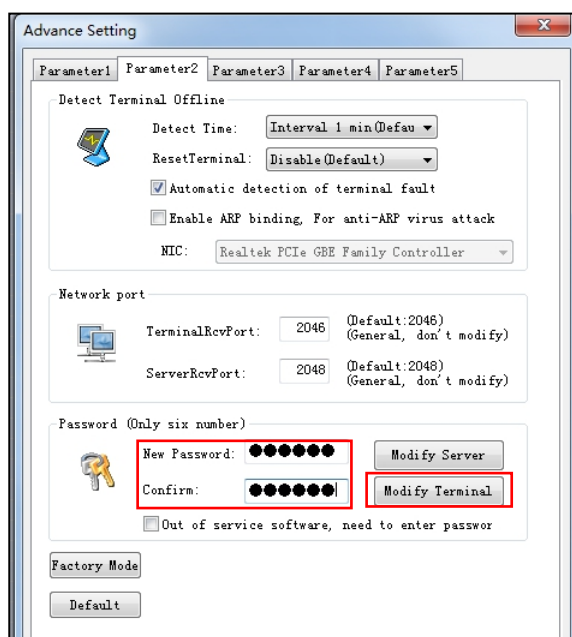 Advance Setting
Parameter1 Parameter2 Parameter3 Parameter4 Parameter5
Detect Terminal Offline
Detect Time: Interval 1 min(Defau
ResetTerminal: Disable(Default)
Automatic detection of terminal fault
Enable ARP binding, For anti-ARP virus attack
NIC: Realtek PCIe GBE Family Controller
Network port
TerminalRcvPort: 2046 (Default:2046)
(General, don't modify)
ServerRcvPort: 2048 (Default:2048)
(General, don't modify)
Password (Only six number)
New Password: ●●●●●● Modify Server
Confirm: ●●●●●● Modify Terminal
Out of service software, need to enter passwor
Factory Mode
Default